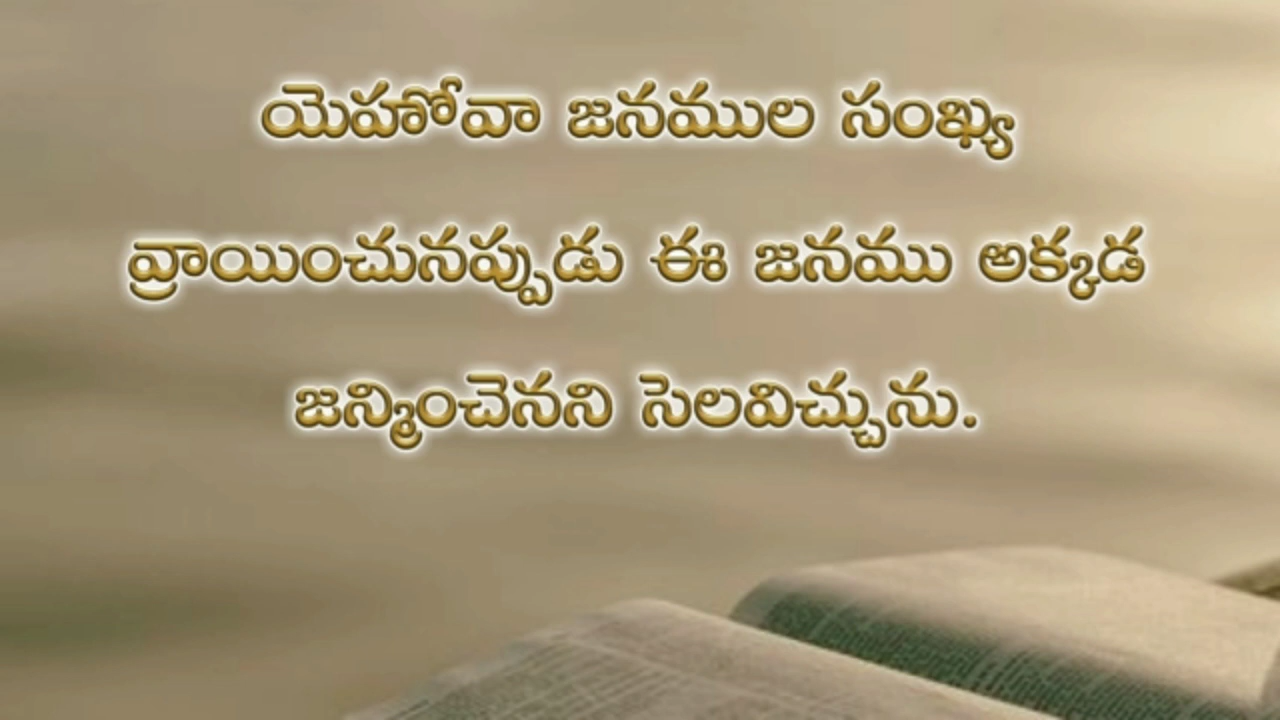 యెహోవా జనముల సంఖ్య
వ్రాయించునప్పుడు ఈ జనము అక్కడ
జన్మించెనని సెలవిచ్చును.